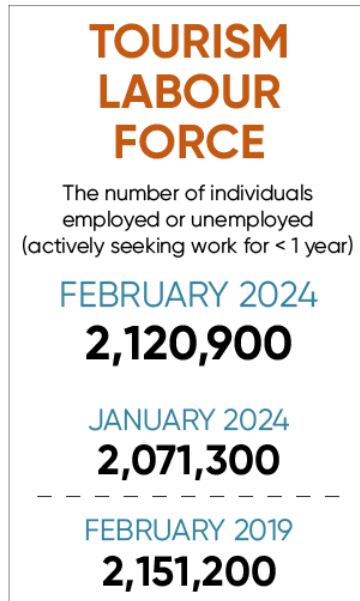 TOURISM
LABOUR
FORCE
The number of individuals
employed or unemployed
(actively seeking work for < 1 year)
FEBRUARY 2024
2,120,900
JANUARY 2024
2,071,300
FEBRUARY 2019
2,151,200